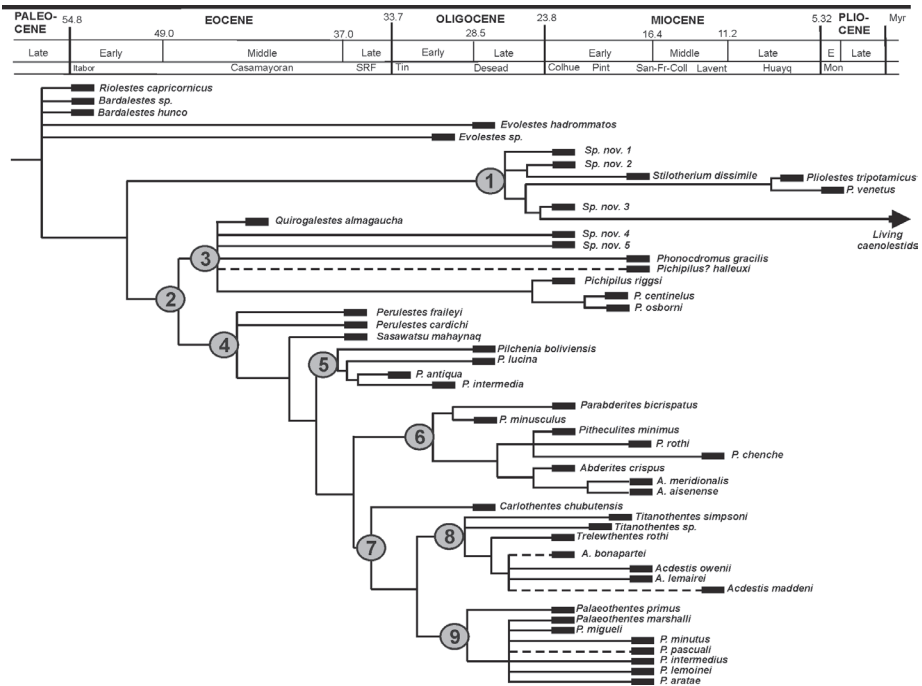 PALEO-
CENE
54.8
EOCENE
33.7
OLIGOCENE
23.8
MIOCENE
5.32
PLIO-
CENE
Myr
49.0
37.0
28.5
16.4
11.2
Late
Early
Middle
Late
Early
Late
Early
Middle
Late
E
Late
Itabor
Casamayoran
SRF
Tin
Desead
Colhue
Pint
San-Fr-Coll
Lavent
Huayq
Mon
Riolestes capricornicus
Bardalestes sp.
Bardalestes hunco
Evolestes hadrommatos
Evolestes sp.
Sp. nov. 1
Sp. nov. 2
1
Stilotherium dissimile
Pliolestes tripotamicus
P. venetus
Sp. nov. 3
Living
caenolestids
Quirogalestes almagaucha
Sp. nov. 4
Sp. nov. 5
3
Phonocdromus gracilis
Pichipilus? halleuxi
Pichipilus riggsi
2
P. centinelus
P. osborni
Perulestes fraileyi
Perulestes cardichi
Sasawatsu mahaynaq
4
Pilchenia boliviensis
P. lucina
5
P. antiqua
P. intermedia
Parabderites bicrispatus
P. minusculus
6
Pitheculites minimus
P. rothi
P. chenche
Abderites crispus
A. meridionalis
A. aisenense
Carlothentes chubutensis
Titanothentes simpsoni
Titanothentes sp.
8
Trelewthentes rothi
7
A. bonapartei
Acdestis owenii
A. lemairei
Acdestis maddeni
Palaeothentes primus
Palaeothentes marshalli
P. migueli
9
P. minutus
P. pascuali
P. intermedius
P. lemoinei
P. aratae